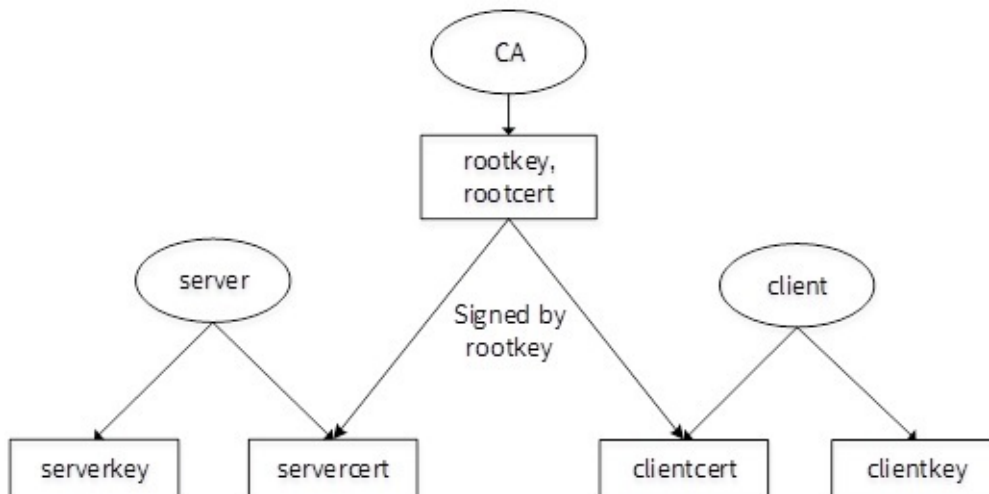 CA
rootkey,
rootcert
server
client
Signed by
rootkey
serverkey
servercert
clientcert
clientkey